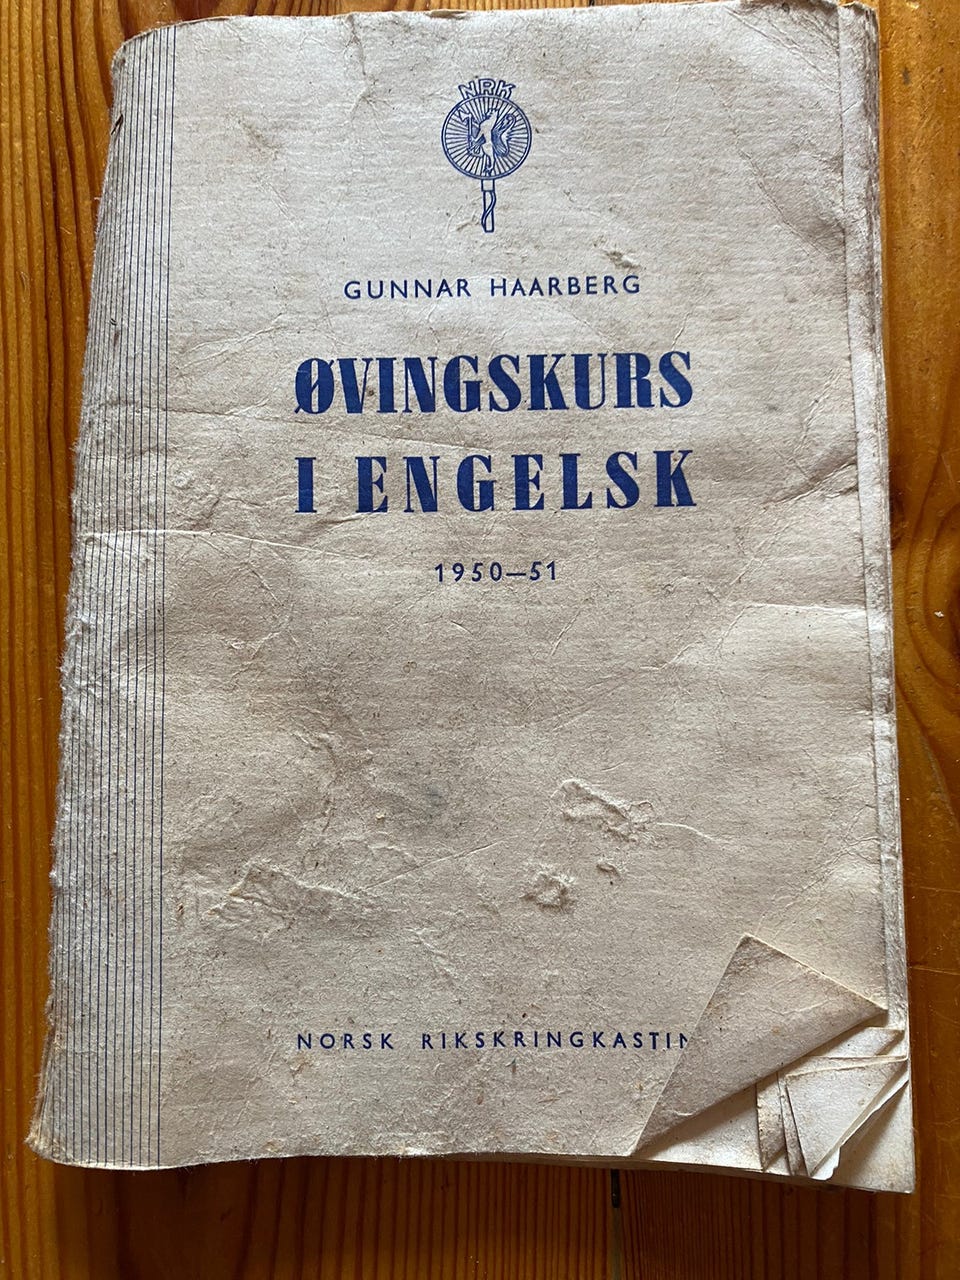 NRK
GUNNAR HAARBERG
ØVINGSKURS
I ENGELSK
1950—51
NORSK RIKSKRINGKASTIN